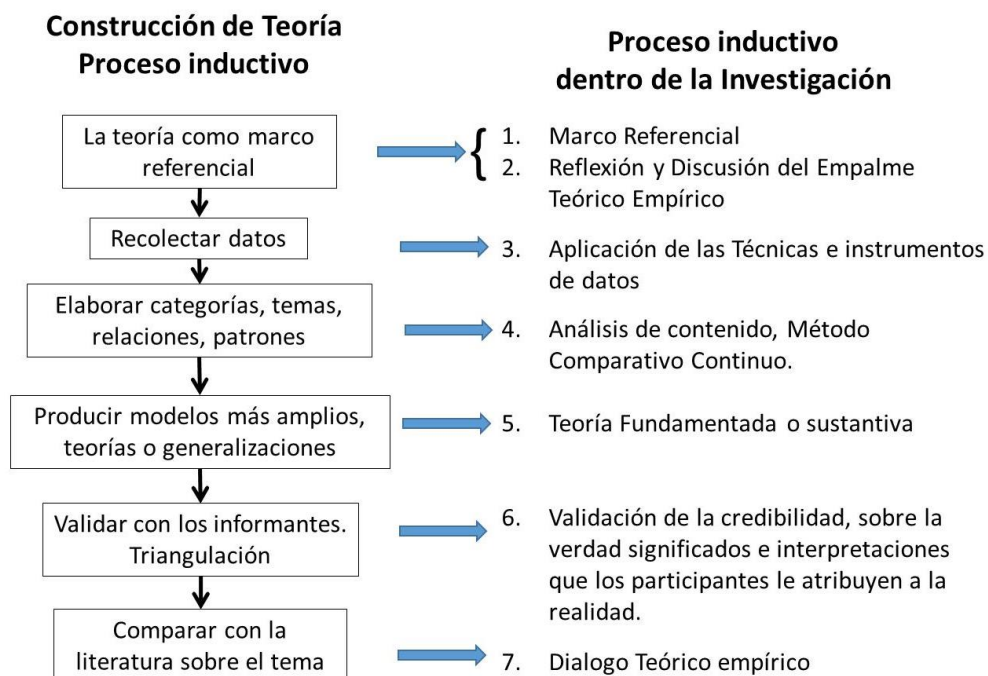 Construcción de Teoría
Proceso inductivo
La teoría como marco
referencial
Recolectar datos
Elaborar categorías, temas,
relaciones, patrones
Producir modelos más amplios,
teorías o generalizaciones
Validar con los informantes.
Triangulación
Comparar con la
literatura sobre el tema
Proceso inductivo
dentro de la Investigación
1. Marco Referencial
2. Reflexión y Discusión del Empalme
Teórico Empírico
3. Aplicación de las Técnicas e instrumentos
de datos
4. Análisis de contenido, Método
Comparativo Continuo.
5. Teoría Fundamentada o sustantiva
6. Validación de la credibilidad, sobre la
verdad significados e interpretaciones
que los participantes le atribuyen a la
realidad.
7. Dialogo Teórico empírico